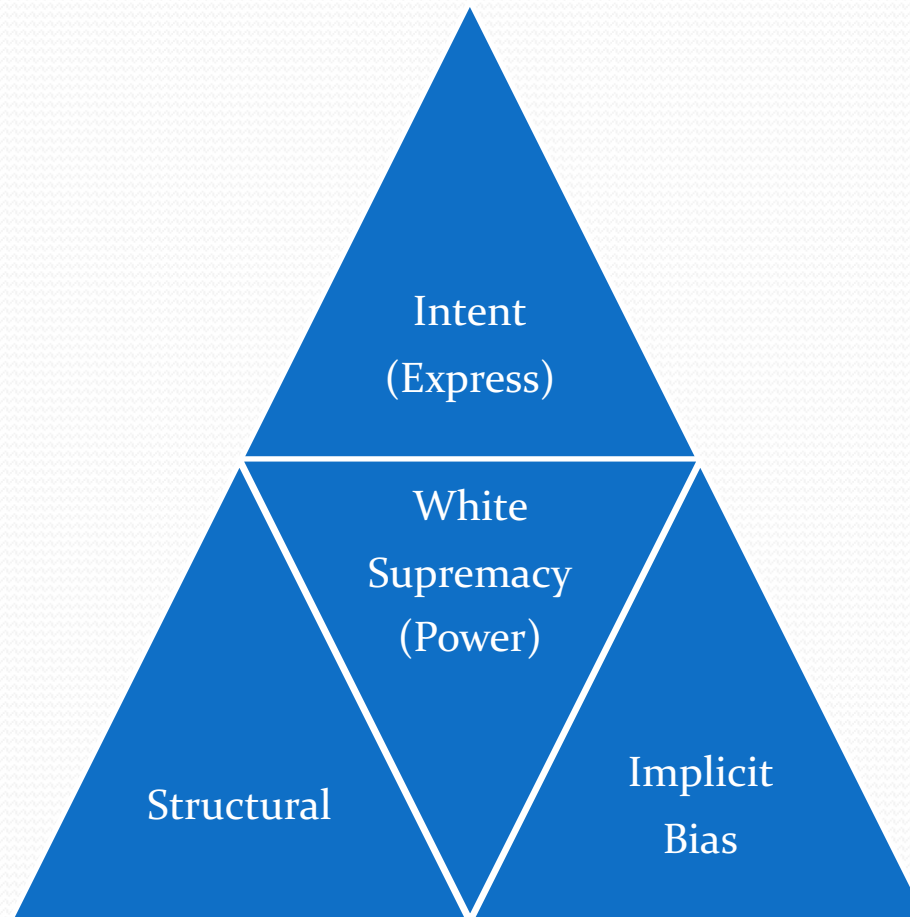 Intent
(Express)
White
Supremacy
(Power)
Structural
Implicit
Bias